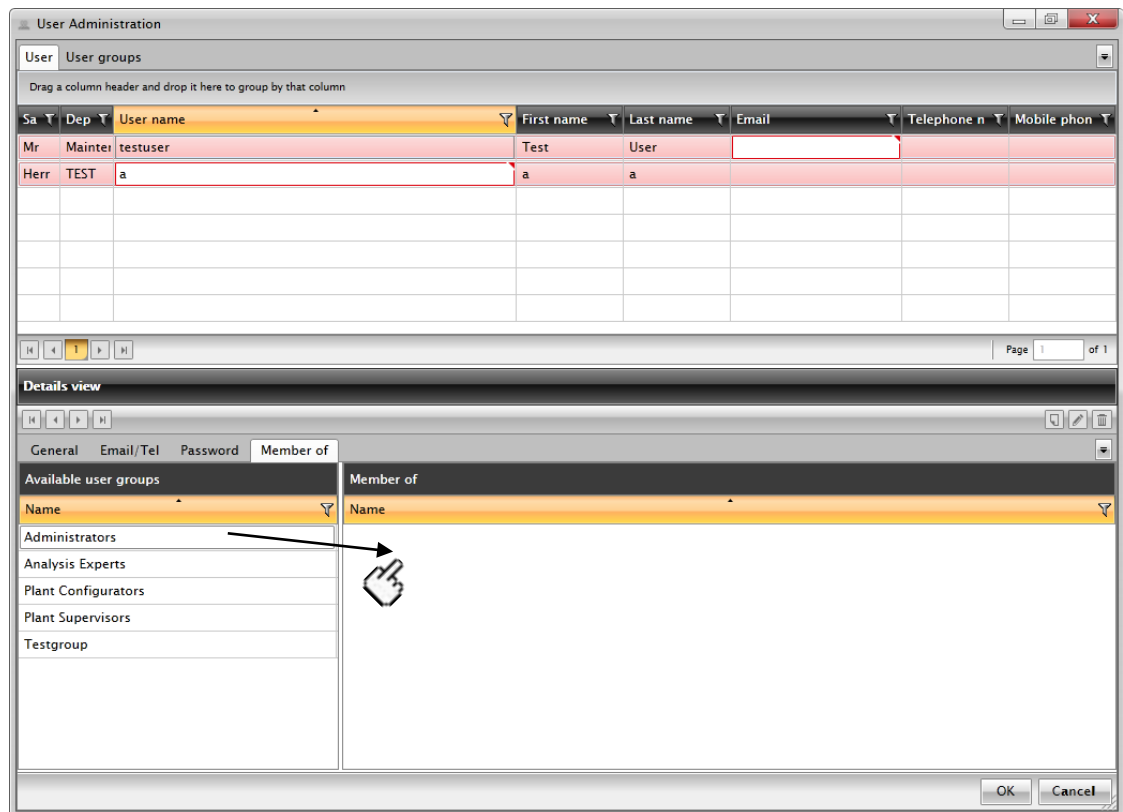 User Administration
User User groups
Drag a column header and drop it here to group by that column
Sa Dep User name First name Last name Email Telephone n Mobile phon
Mr Mainter testuser Test User
Herr TEST a a a
1 Page 1 of 1
Details view
General Email/Tel Password Member of
Available user groups Member of
Name Name
Administrators
Analysis Experts
Plant Configurators
Plant Supervisors
Testgroup
OK Cancel